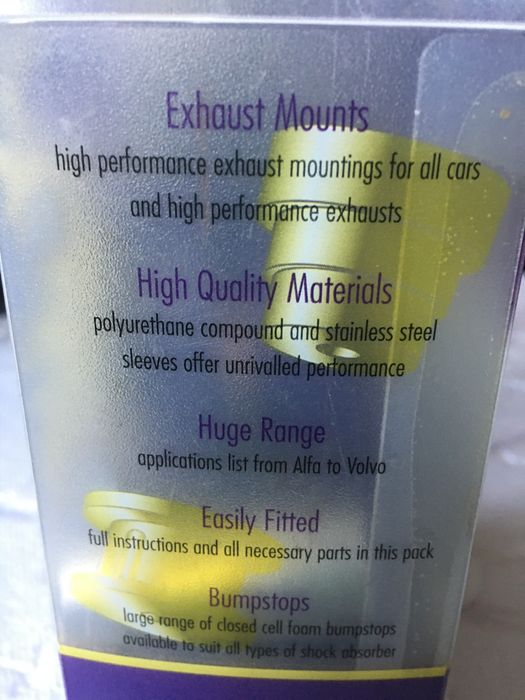 Exhaust Mounts
high performance exhaust mountings for all cars
and high performance exhausts
High Quality Materials
polyurethane compound and stainless steel
sleeves offer unrivalled performance
Huge Range
applications list from Alfa to Volvo
Easily Fitted
full instructions and all necessary parts in this pack
Bumpstops
large range of closed cell foam bumpstops
available to suit all types of shock absorber